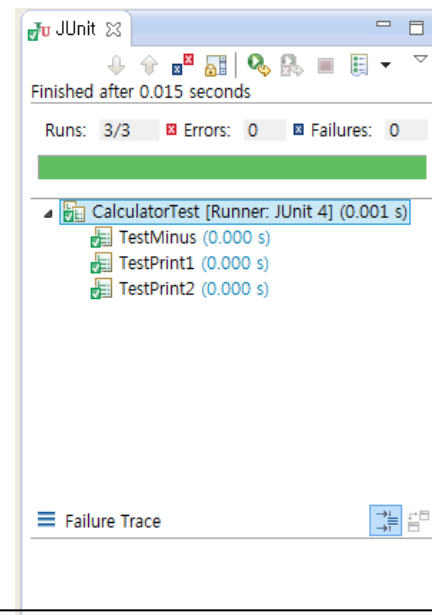 JUnit
Finished after 0.015 seconds
Runs: 3/3 Errors: 0 Failures: 0
CalculatorTest [Runner: JUnit 4] (0.001 s)
TestMinus (0.000 s)
TestPrint1 (0.000 s)
TestPrint2 (0.000 s)
Failure Trace